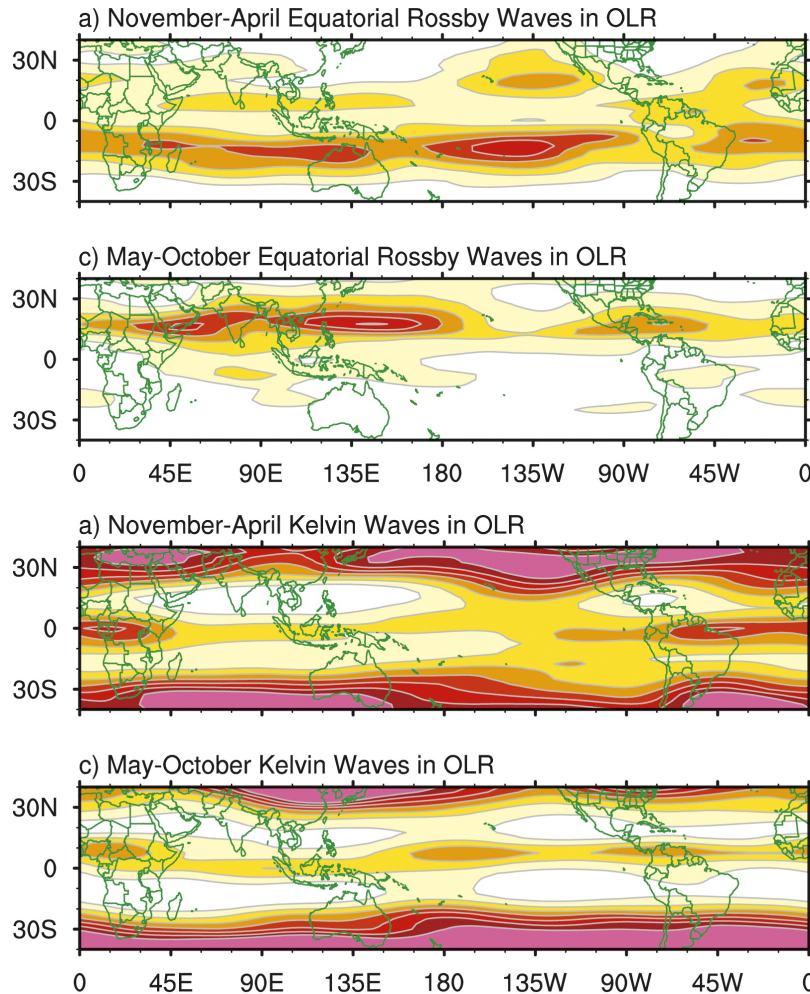 a) November-April Equatorial Rossby Waves in OLR
30N
0
30S
c) May-October Equatorial Rossby Waves in OLR
30N
0
30S
0 45E 90E 135E 180 135W 90W 45W 0
a) November-April Kelvin Waves in OLR
30N
0
30S
c) May-October Kelvin Waves in OLR
30N
0
30S
0 45E 90E 135E 180 135W 90W 45W 0